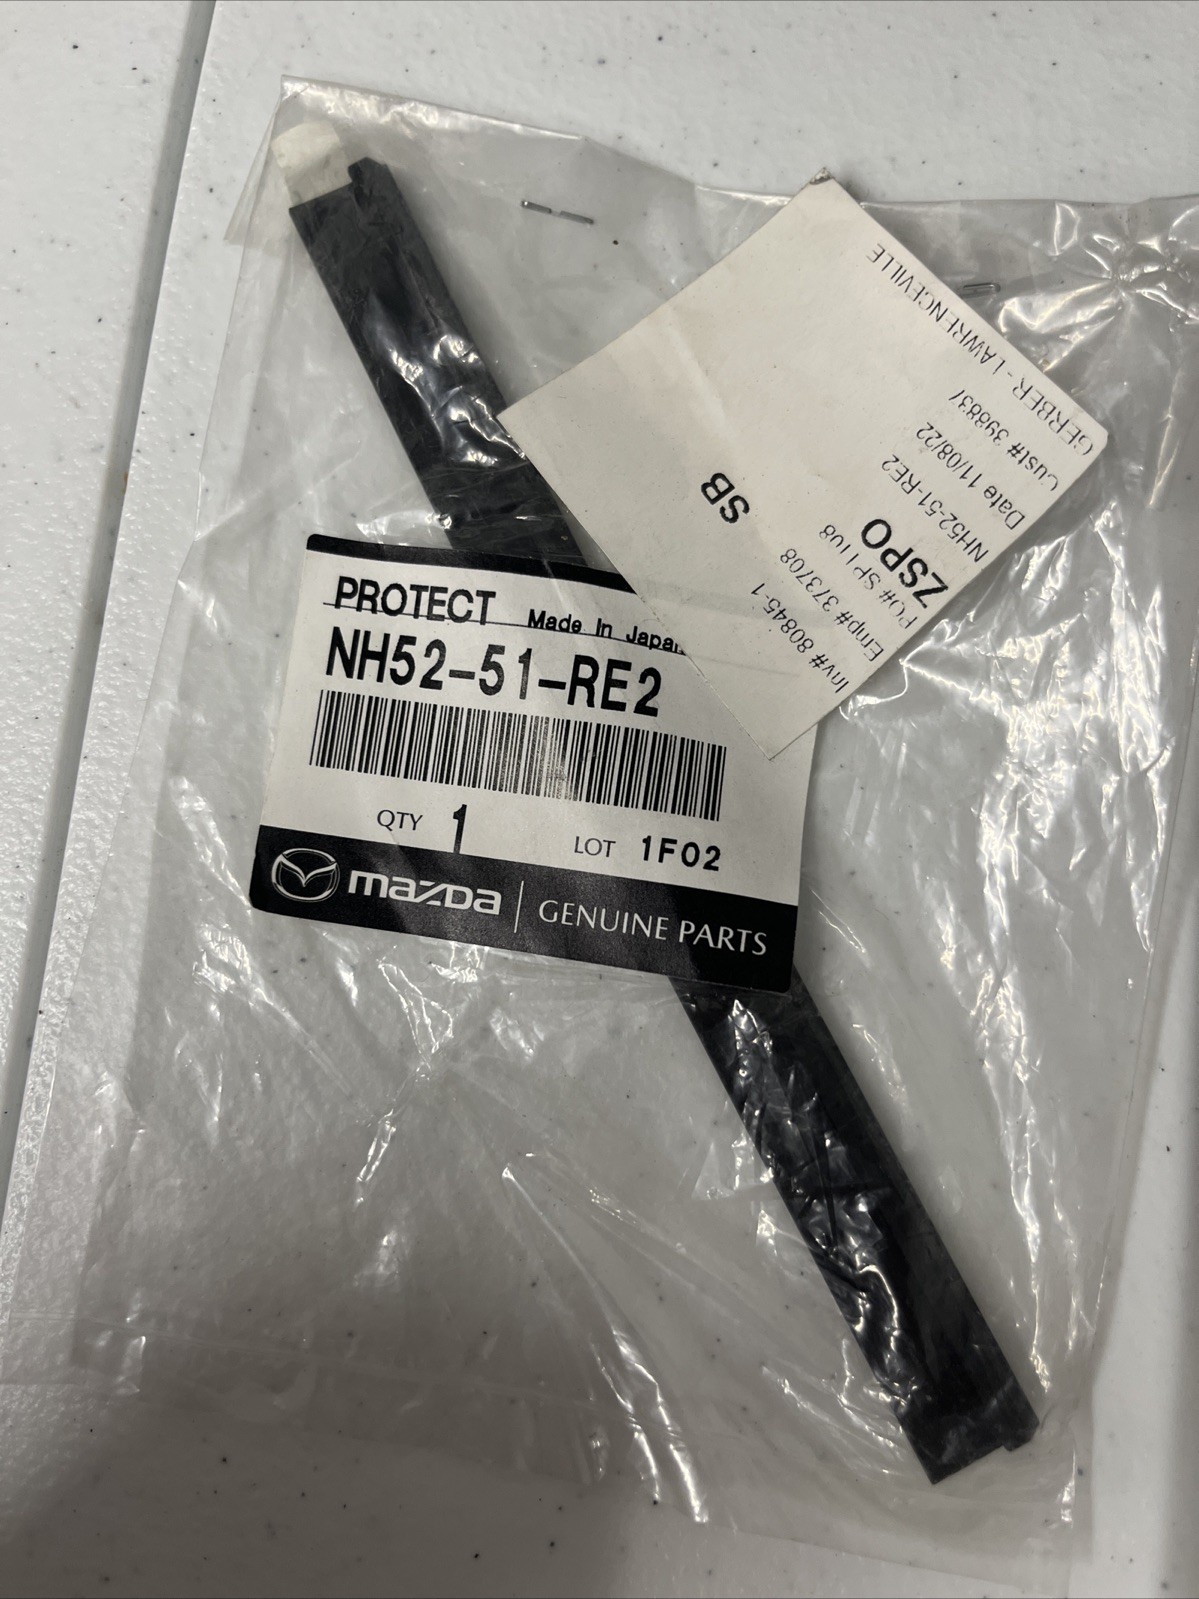 PROTECT Made In Japan
NH52-51-RE2
QTY 1 LOT 1F02
mazda GENUINE PARTS
GERBER - LAWRENCEVILLE
Cust# 398837
Date 11/08/22
NH52-51-RE2
ZSPO
PO# SP1108
Emp# 373708
Inv# 80845-1
SB